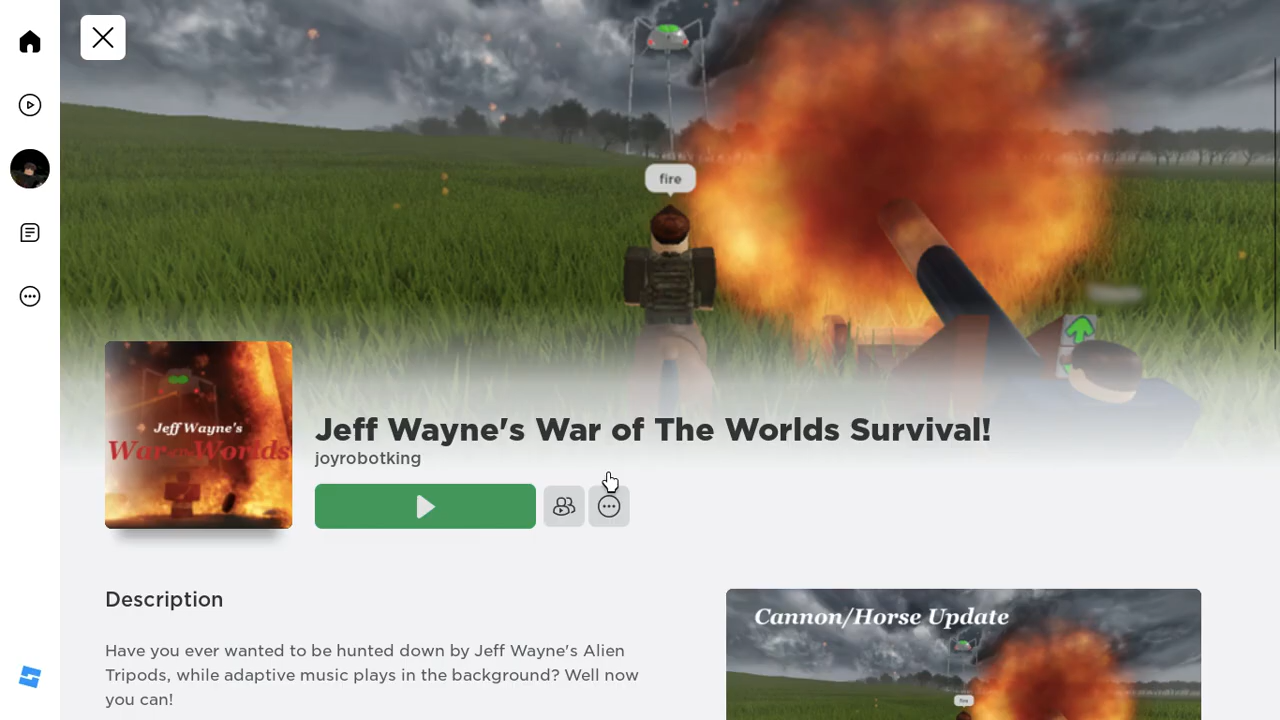 fire
Jeff Wayne's
War of the Worlds
Jeff Wayne's War of The Worlds Survival!
joyrobotking
Description
Have you ever wanted to be hunted down by Jeff Wayne's Alien
Tripods, while adaptive music plays in the background? Well now
you can!
Cannon/Horse Update
fire